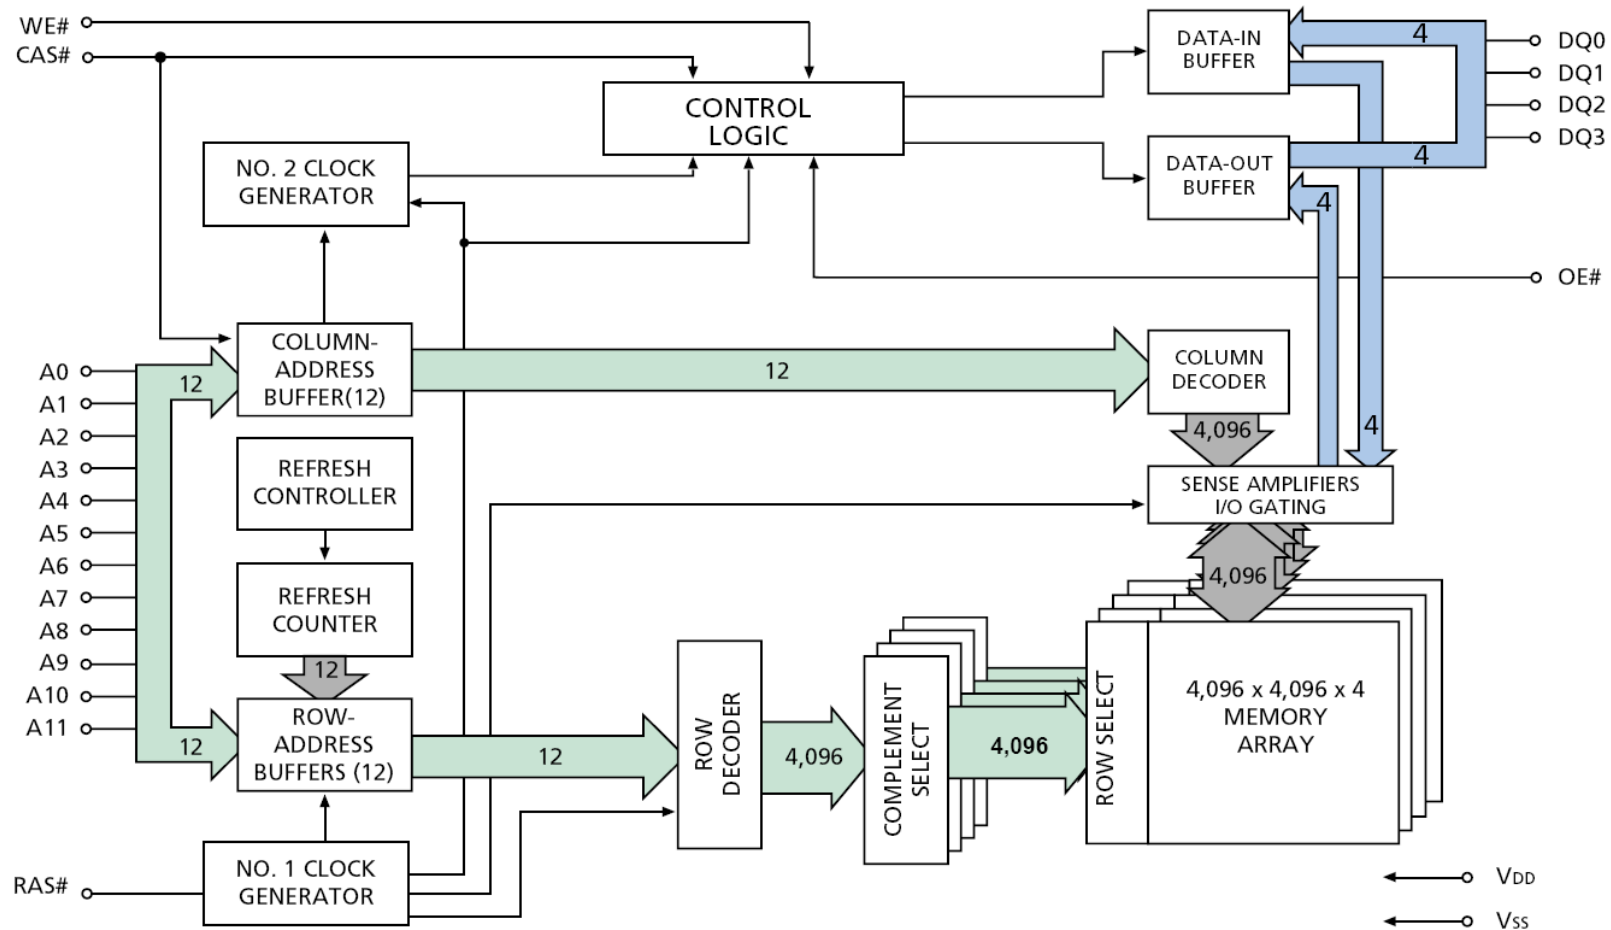 WE#
CAS#
CONTROL
LOGIC
DATA-IN
BUFFER
4
DQ0
DQ1
DQ2
DQ3
NO. 2 CLOCK
GENERATOR
DATA-OUT
BUFFER
4
4
OE#
COLUMN-
ADDRESS
BUFFER(12)
12
12
COLUMN
DECODER
4,096
4
A0
A1
A2
A3
A4
A5
A6
A7
A8
A9
A10
A11
REFRESH
CONTROLLER
SENSE AMPLIFIERS
I/O GATING
4,096
REFRESH
COUNTER
12
ROW-
ADDRESS
BUFFERS (12)
12
12
ROW
DECODER
4,096
COMPLEMENT
SELECT
4,096
ROW SELECT
4,096 x 4,096 x 4
MEMORY
ARRAY
RAS#
NO. 1 CLOCK
GENERATOR
VDD
VSS